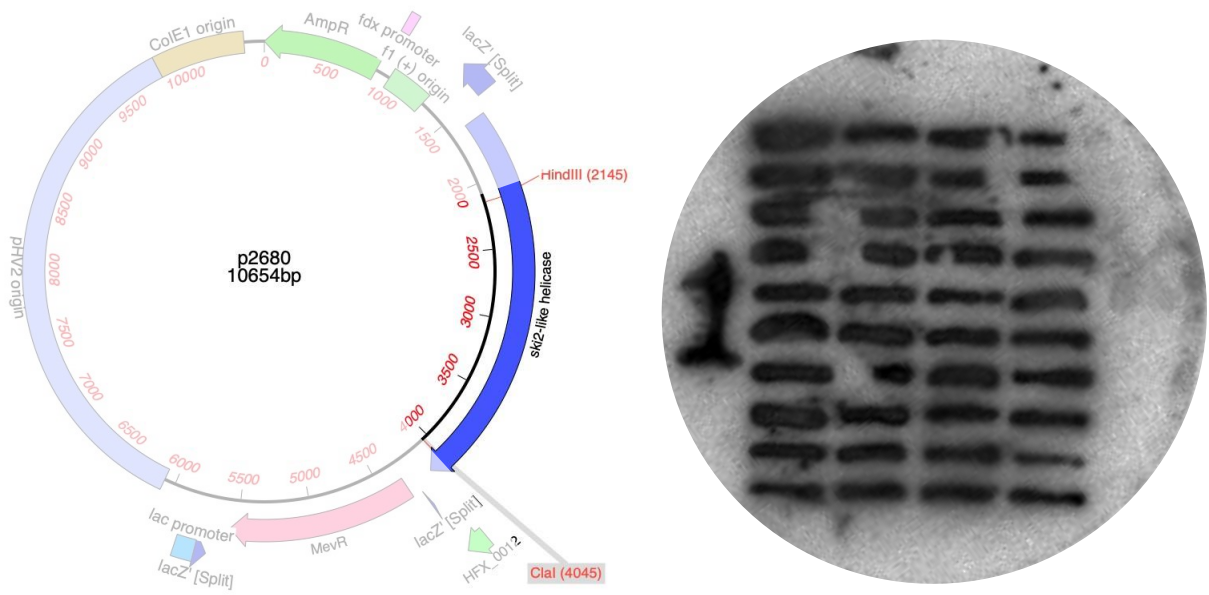 ColE1 origin
AmpR
fdx promoter
f1 (+) origin
lacZ' [Split]
0
500
1000
1500
2000
2500
3000
3500
4000
4500
5000
5500
6000
6500
7000
7500
8000
8500
9000
9500
10000
HindIII (2145)
p2680
10654bp
pHV2 origin
ski2-like helicase
lac promoter
lacZ' [Split]
MevR
lacZ' [Split]
HFX_0012
ClaI (4045)
1